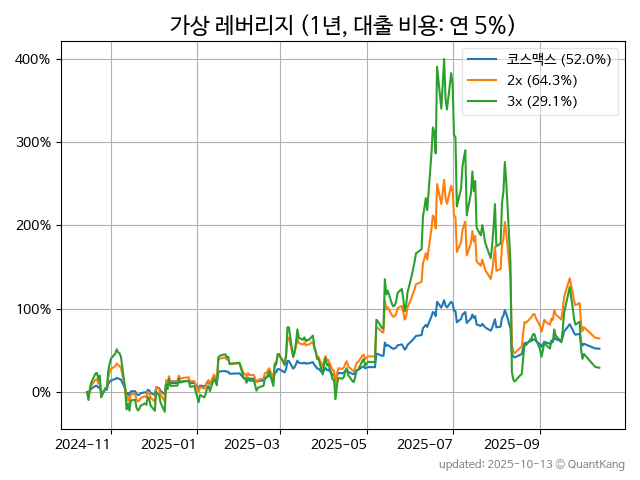 가상 레버리지 (1년, 대출 비용: 연 5%)
코스맥스 (52.0%)
2x (64.3%)
3x (29.1%)
400%
300%
200%
100%
0%
2024-11 2025-01 2025-03 2025-05 2025-07 2025-09
updated: 2025-10-13 © QuantKang